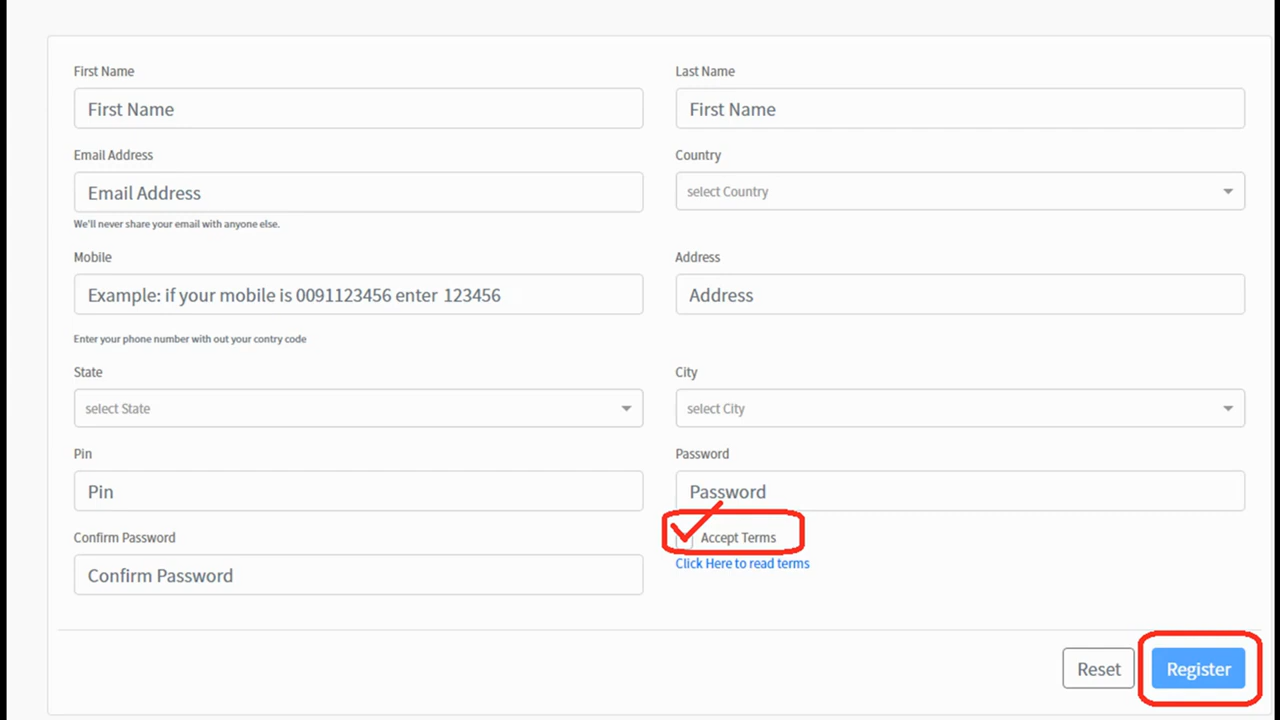 First Name
Last Name
First Name
First Name
Email Address
Country
Email Address
select Country
We'll never share your email with anyone else.
Mobile
Address
Example: if your mobile is 0091123456 enter 123456
Address
Enter your phone number with out your contry code
State
City
select State
select City
Pin
Password
Pin
Password
Confirm Password
Accept Terms
Confirm Password
Click Here to read terms
Reset
Register